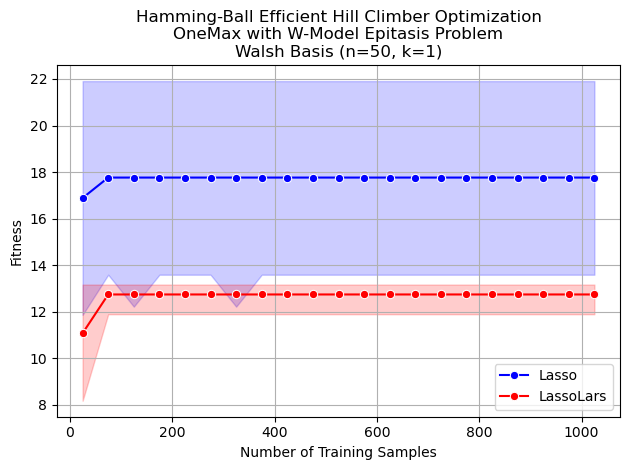 Hamming-Ball Efficient Hill Climber Optimization
OneMax with W-Model Epitasis Problem
Walsh Basis (n=50, k=1)
22
20
18
16
14
12
10
8
Fitness
0
200
400
600
800
1000
Number of Training Samples
Lasso
LassoLars